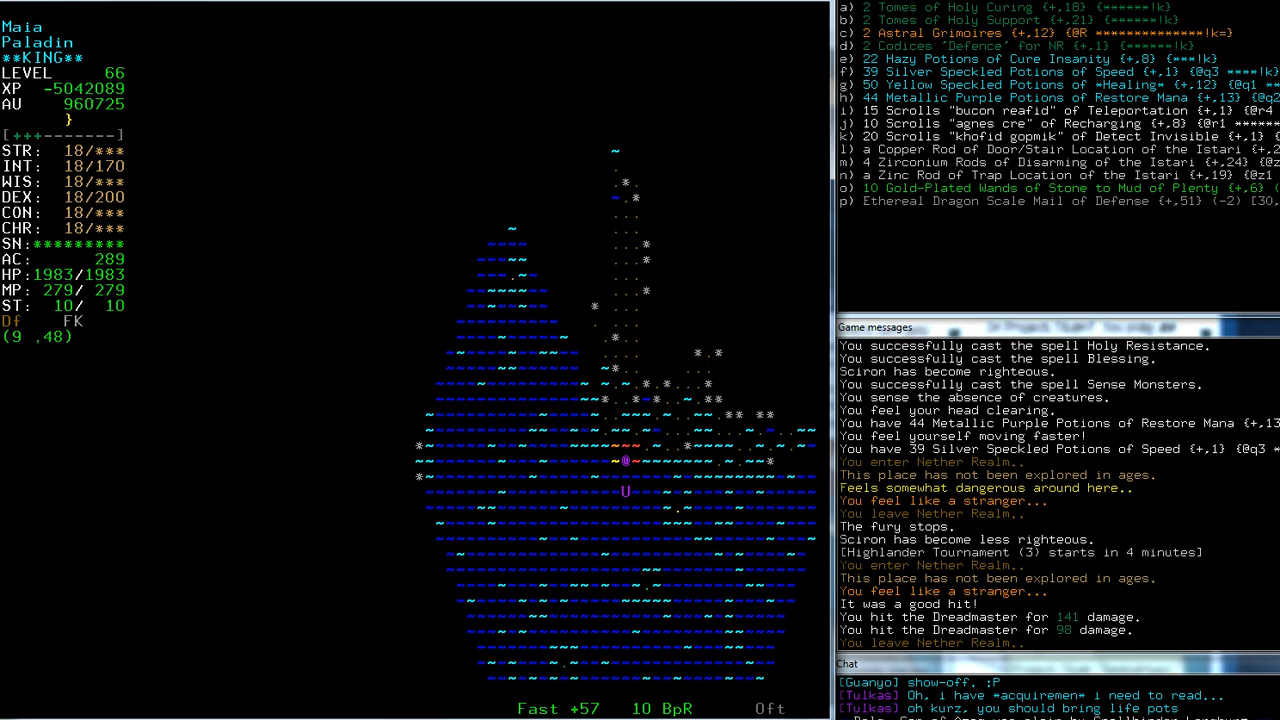 Maia
Paladin
**KING**
LEVEL 66
XP -5042089
AU 960725
}
[+++-------]
STR: 18/***
INT: 18/170
WIS: 18/***
DEX: 18/200
CON: 18/***
CHR: 18/***
SN:*********
AC: 289
HP:1983/1983
MP: 279/ 279
ST: 10/ 10
Df FK
(9 ,48)
Fast +57 10 BpR Oft
a) 2 Tomes of Holy Curing {+,18} {******!k}
b) 2 Tomes of Holy Support {+,21} {******!k}
c) 2 Astral Grimoires {+,12} {@R **************!k=}
d) 2 Codices 'Defence' for NR {+,1} {******!k}
e) 22 Hazy Potions of Cure Insanity {+,8} {***!k}
f) 39 Silver Speckled Potions of Speed {+,1} {@q3 ****!k}
g) 50 Yellow Speckled Potions of *Healing* {+,12} {@q1
h) 44 Metallic Purple Potions of Restore Mana {+,13} {@q2
i) 15 Scrolls "bucon reafid" of Teleportation {+,1} {@r4
j) 10 Scrolls "agnes cre" of Recharging {+,8} {@r1 ******
k) 20 Scrolls "khofid gopmik" of Detect Invisible {+,1} {
l) a Copper Rod of Door/Stair Location of the Istari {+,2
m) 4 Zirconium Rods of Disarming of the Istari {+,24} {@z
n) a Zinc Rod of Trap Location of the Istari {+,19} {@z1
o) 10 Gold-Plated Wands of Stone to Mud of Plenty {+,6} (
p) Ethereal Dragon Scale Mail of Defense {+,51} (-2) [30,
Game messages
You successfully cast the spell Holy Resistance.
You successfully cast the spell Blessing.
Sciron has become righteous.
You successfully cast the spell Sense Monsters.
You sense the absence of creatures.
You feel your head clearing.
You have 44 Metallic Purple Potions of Restore Mana {+,13
You feel yourself moving faster!
You have 39 Silver Speckled Potions of Speed {+,1} {@q3 *
You enter Nether Realm..
This place has not been explored in ages.
Feels somewhat dangerous around here..
You feel like a stranger...
You leave Nether Realm..
The fury stops.
Sciron has become less righteous.
[Highlander Tournament (3) starts in 4 minutes]
You enter Nether Realm..
This place has not been explored in ages.
You feel like a stranger...
It was a good hit!
You hit the Dreadmaster for 141 damage.
You hit the Dreadmaster for 98 damage.
You leave Nether Realm..
Chat
[Guanyo] show-off. :P
[Tulkas] Oh, i have *acquiremen* i need to read...
[Tulkas] oh kurz, you should bring life pots